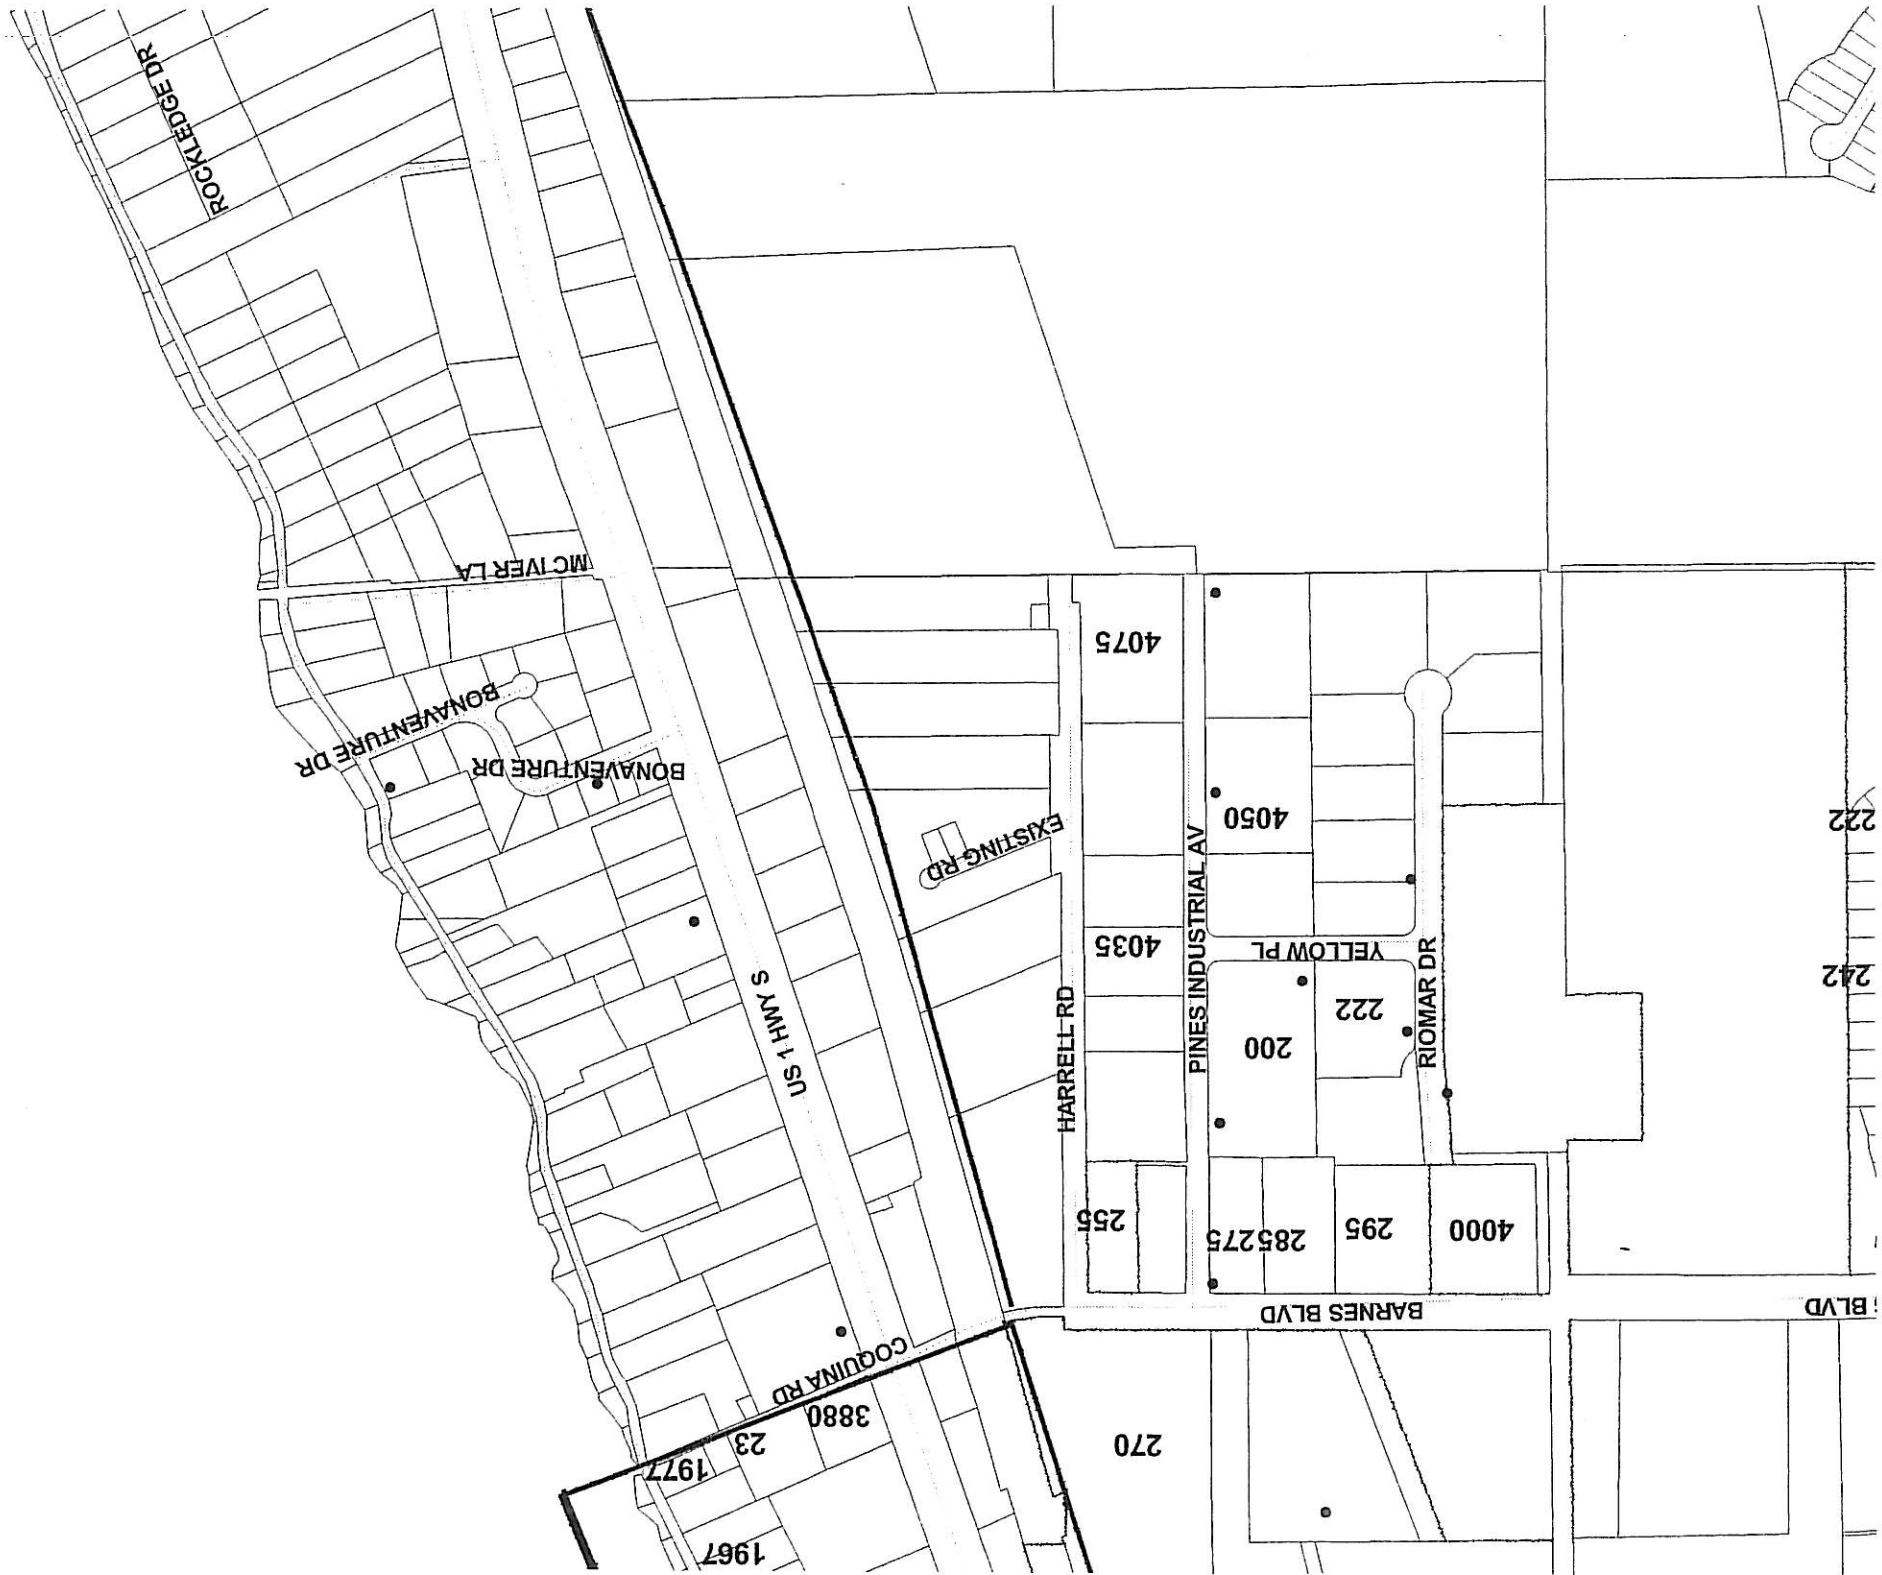 1967
1977
23
3880
COQUINA RD
270
BLVD
BARNES BLVD
4000
295
285
275
255
US 1 HWY S
HARRELL RD
PINES INDUSTRIAL AV
RIOMAR DR
200
222
242
YELLOW PL
4035
EXISTING RD
4050
222
BONAVENTURE DR
BONAVENTURE DR
4075
MC IVER LA
ROCKLEDGE DR